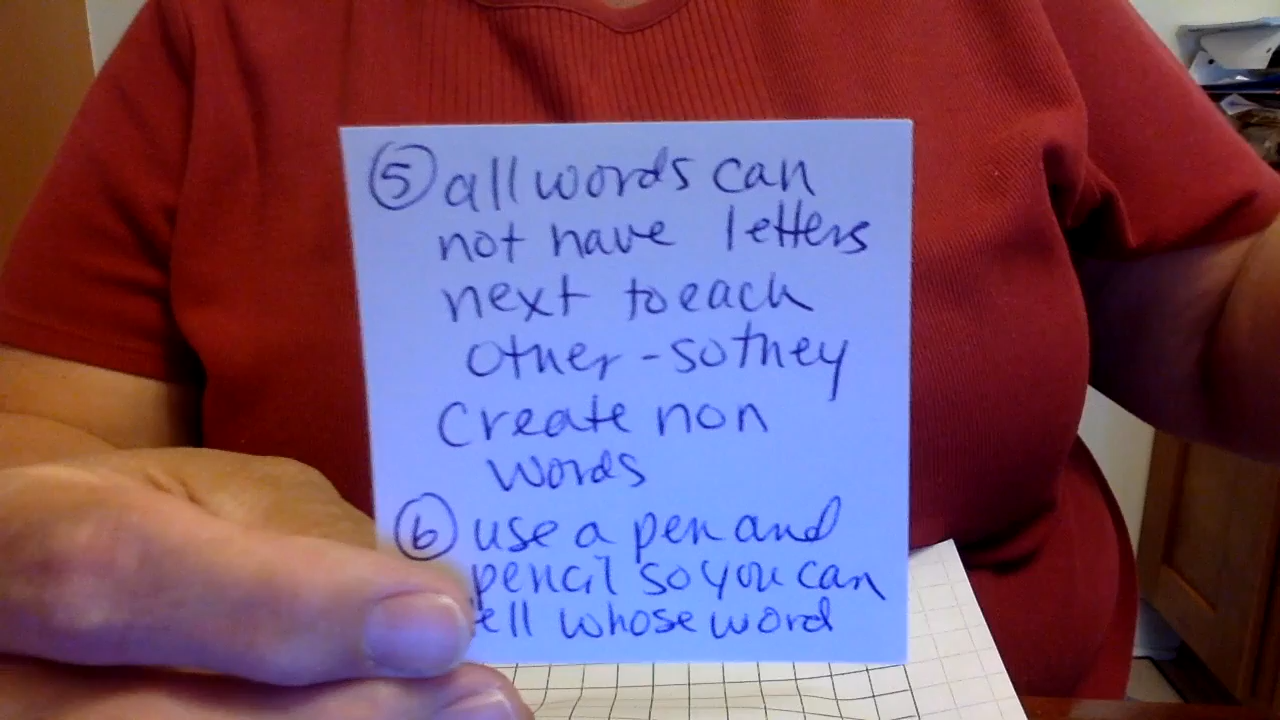 5 all words can
not have letters
next to each
other - so they
create non
words
6 use a pen and
pencil so you can
ell whose word